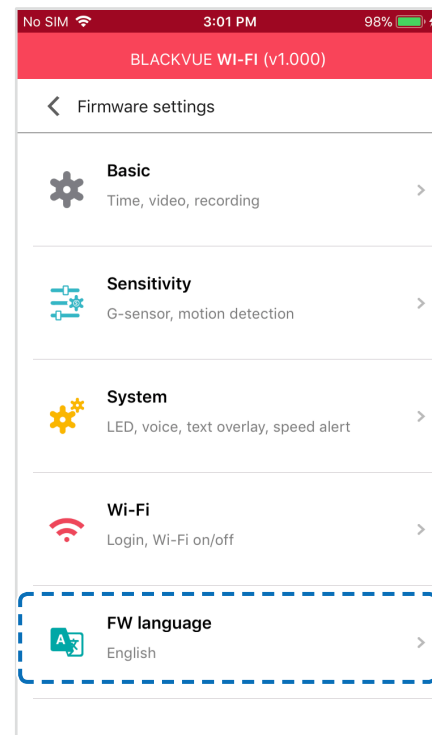 No SIM 3:01 PM 98%
BLACKVUE WI-FI (v1.000)
Firmware settings
Basic
Time, video, recording
Sensitivity
G-sensor, motion detection
System
LED, voice, text overlay, speed alert
Wi-Fi
Login, Wi-Fi on/off
A 文
FW language
English